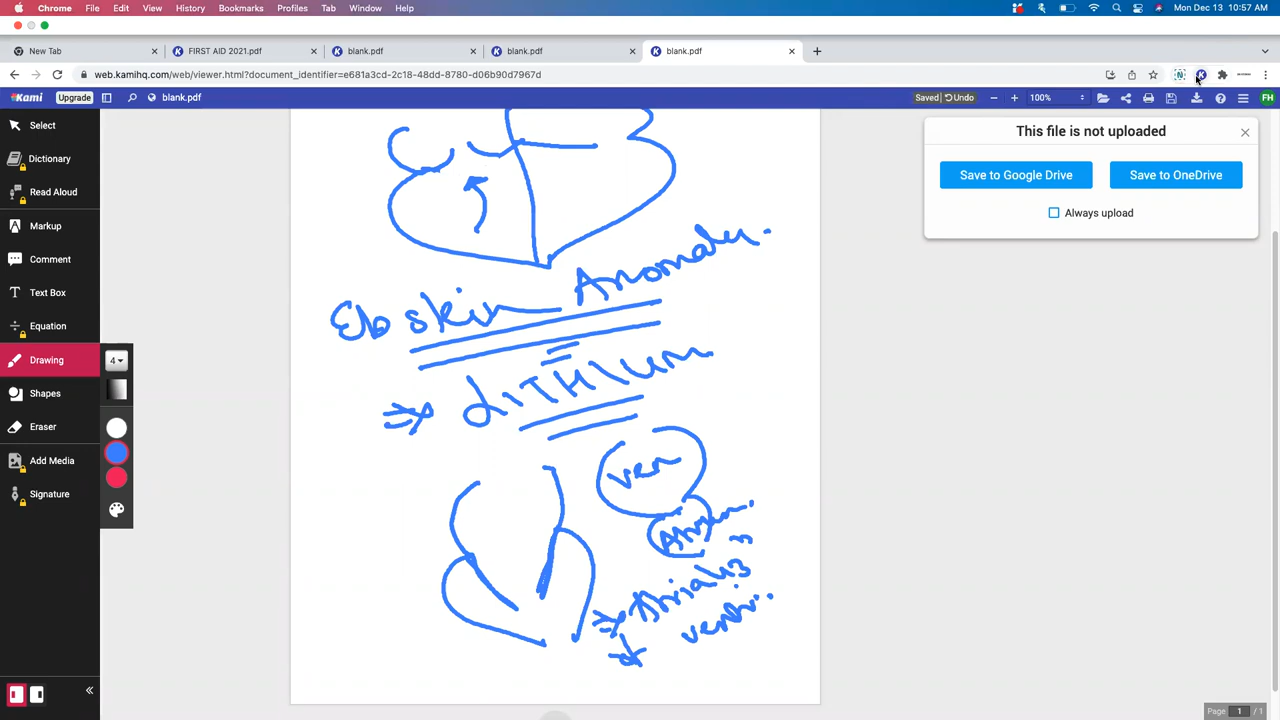 Chrome File Edit View History Bookmarks Profiles Tab Window Help Mon Dec 13 10:57 AM
New Tab FIRST AID 2021.pdf blank.pdf blank.pdf blank.pdf
web.kamihq.com/web/viewer.html?document_identifier=e681a3cd-2c18-48dd-8780-d06b90d7967d
Kami Upgrade blank.pdf Saved Undo 100% FH
Select
Dictionary
Read Aloud
Markup
Comment
Text Box
Equation
Drawing
4
Shapes
Eraser
Add Media
Signature
This file is not uploaded
Save to Google Drive Save to OneDrive
Always upload
Ebskin Anomaly.
LITHIUM
ven
Page 1 / 1